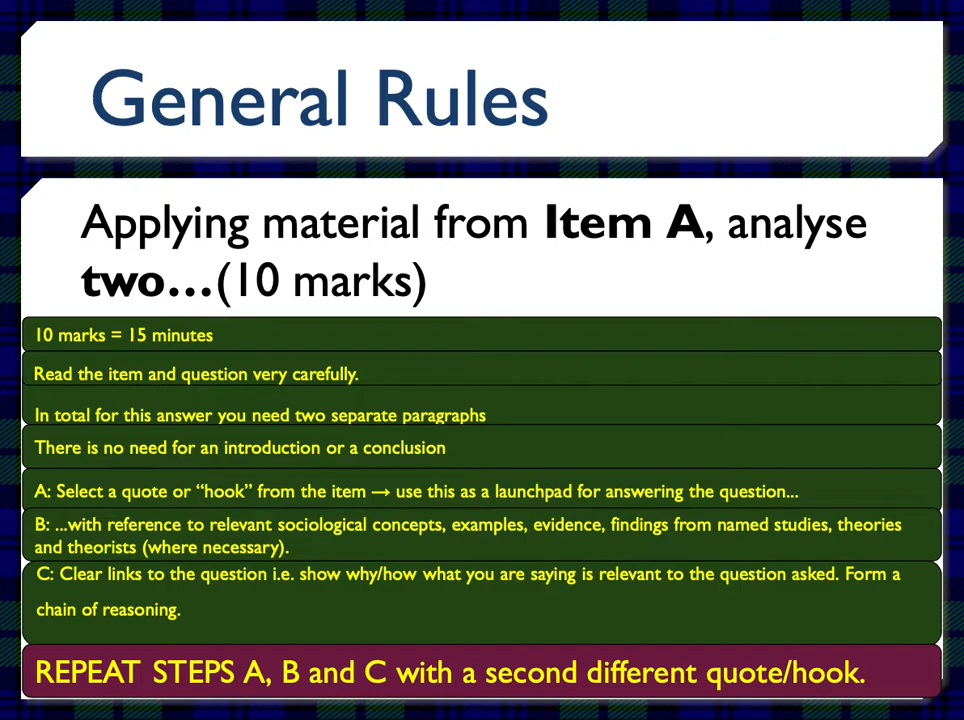 General Rules
Applying material from Item A, analyse
two…(10 marks)
10 marks = 15 minutes
Read the item and question very carefully.
In total for this answer you need two separate paragraphs
There is no need for an introduction or a conclusion
A: Select a quote or “hook” from the item → use this as a launchpad for answering the question...
B: ...with reference to relevant sociological concepts, examples, evidence, findings from named studies, theories
and theorists (where necessary).
C: Clear links to the question i.e. show why/how what you are saying is relevant to the question asked. Form a
chain of reasoning.
REPEAT STEPS A, B and C with a second different quote/hook.